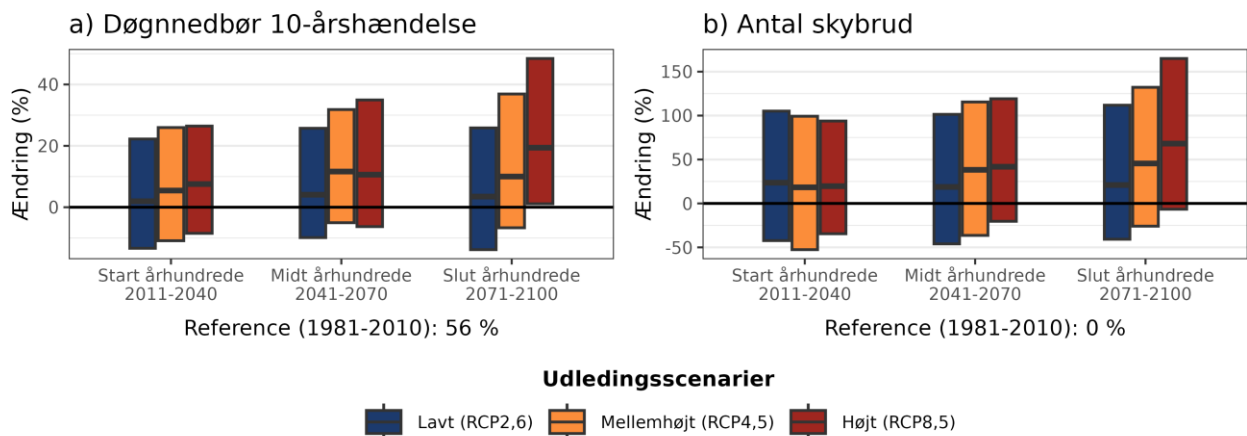 a) Døgnnedbør 10-årshændelse
Ændring (%)
40
20
0
Start århundrede
2011-2040
Midt århundrede
2041-2070
Slut århundrede
2071-2100
Reference (1981-2010): 56 %
b) Antal skybrud
Ændring (%)
150
100
50
0
-50
Start århundrede
2011-2040
Midt århundrede
2041-2070
Slut århundrede
2071-2100
Reference (1981-2010): 0 %
Udledingsscenarier
Lavt (RCP2,6)
Mellemhøjt (RCP4,5)
Højt (RCP8,5)